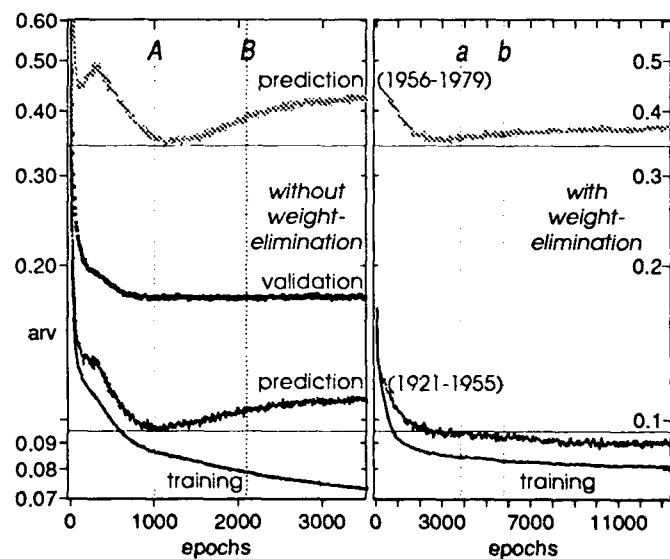 0.60
0.50
0.40
0.30
0.20
arv
0.09
0.08
0.07
A
B
prediction
without
weight-
elimination
validation
prediction
training
0 1000 2000 3000
epochs
a
b
(1956-1979)
with
weight-
elimination
(1921-1955)
training
0.5
0.4
0.3
0.2
0.1
0 3000 7000 11000
epochs